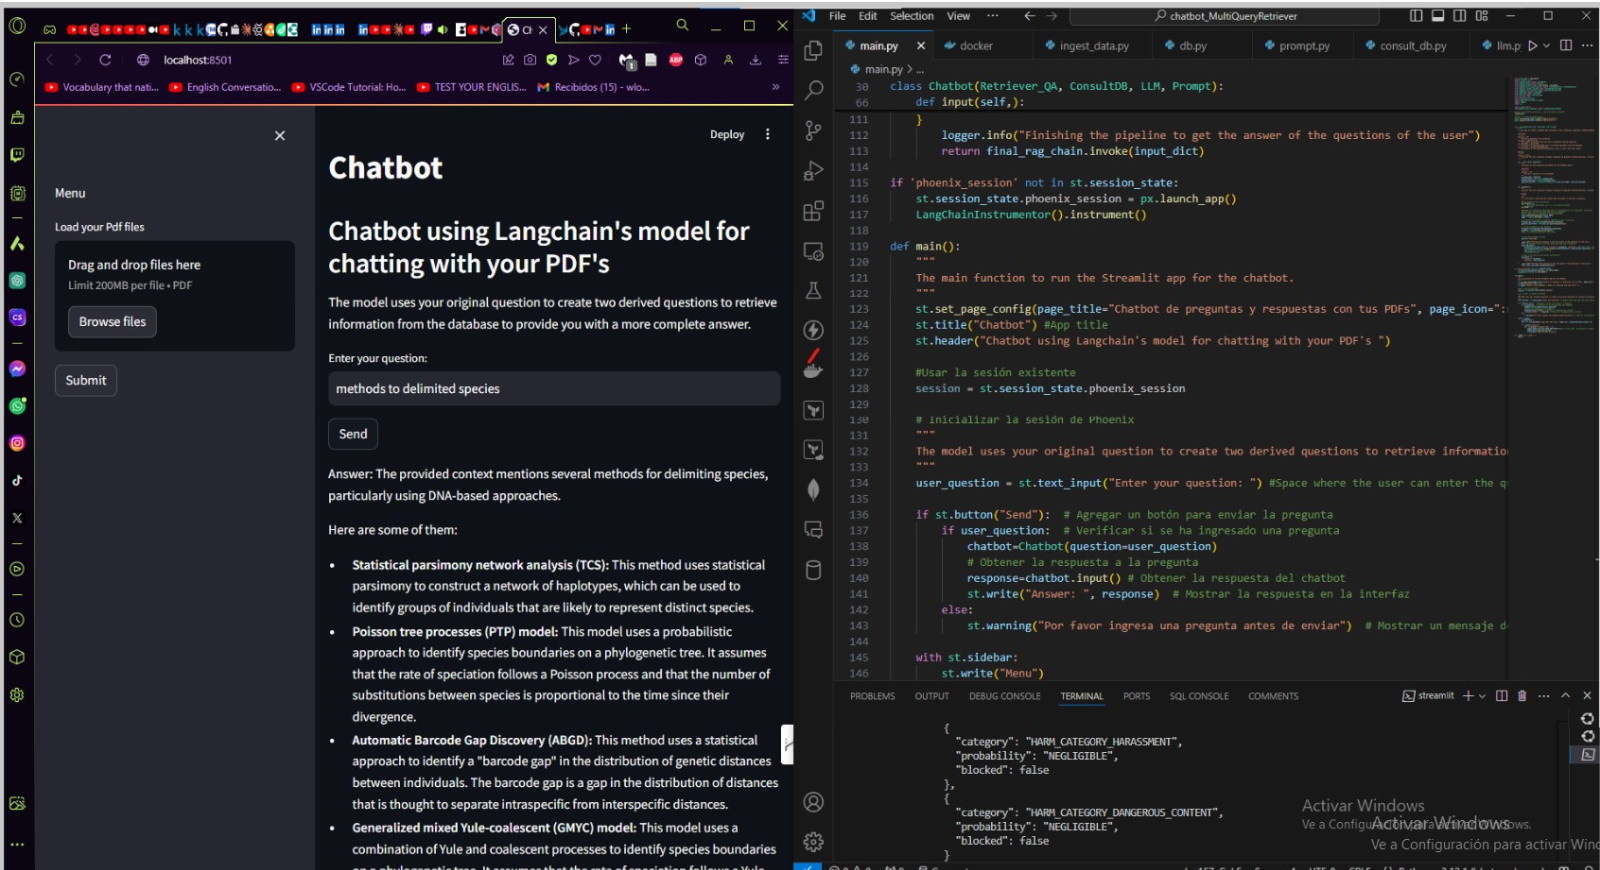 localhost:8501
Vocabulary that nati...
English Conversatio...
VSCode Tutorial: Ho...
TEST YOUR ENGLIS...
Recibidos (15) - wlo...
»
Menu
Load your Pdf files
Drag and drop files here
Limit 200MB per file • PDF
Browse files
Submit
Deploy
Chatbot
Chatbot using Langchain's model for
chatting with your PDF's
The model uses your original question to create two derived questions to retrieve
information from the database to provide you with a more complete answer.
Enter your question:
methods to delimited species
Send
Answer: The provided context mentions several methods for delimiting species,
particularly using DNA-based approaches.
Here are some of them:
• Statistical parsimony network analysis (TCS): This method uses statistical
parsimony to construct a network of haplotypes, which can be used to
identify groups of individuals that are likely to represent distinct species.
• Poisson tree processes (PTP) model: This model uses a probabilistic
approach to identify species boundaries on a phylogenetic tree. It assumes
that the rate of speciation follows a Poisson process and that the number of
substitutions between species is proportional to the time since their
divergence.
• Automatic Barcode Gap Discovery (ABGD): This method uses a statistical
approach to identify a "barcode gap" in the distribution of genetic distances
between individuals. The barcode gap is a gap in the distribution of distances
that is thought to separate intraspecific from interspecific distances.
• Generalized mixed Yule-coalescent (GMYC) model: This model uses a
combination of Yule and coalescent processes to identify species boundaries
File Edit Selection View ···
chatbot_MultiQueryRetriever
main.py
docker
ingest_data.py
db.py
prompt.py
consult_db.py
llm.p
main.py > ...
30 class Chatbot(Retriever_QA, ConsultDB, LLM, Prompt):
66 def input(self,):
111 }
112 logger.info("Finishing the pipeline to get the answer of the questions of the user")
113 return final_rag_chain.invoke(input_dict)
114
115 if 'phoenix_session' not in st.session_state:
116 st.session_state.phoenix_session = px.launch_app()
117 LangChainInstrumentor().instrument()
118
119 def main():
120 """
121 The main function to run the Streamlit app for the chatbot.
122 """
123 st.set_page_config(page_title="Chatbot de preguntas y respuestas con tus PDFs", page_icon=":
124 st.title("Chatbot") #App title
125 st.header("Chatbot using Langchain's model for chatting with your PDF's ")
126
127 #Usar la sesión existente
128 session = st.session_state.phoenix_session
129
130 # Inicializar la sesión de Phoenix
131 """
132 The model uses your original question to create two derived questions to retrieve informatio
133 """
134 user_question = st.text_input("Enter your question: ") #Space where the user can enter the q
135
136 if st.button("Send"): # Agregar un botón para enviar la pregunta
137 if user_question: # Verificar si se ha ingresado una pregunta
138 chatbot=Chatbot(question=user_question)
139 # Obtener la respuesta a la pregunta
140 response=chatbot.input() # Obtener la respuesta del chatbot
141 st.write("Answer: ", response) # Mostrar la respuesta en la interfaz
142 else:
143 st.warning("Por favor ingresa una pregunta antes de enviar") # Mostrar un mensaje d
144
145 with st.sidebar:
146 st.write("Menu")
PROBLEMS OUTPUT DEBUG CONSOLE TERMINAL PORTS SQL CONSOLE COMMENTS
streamlit
{
"category": "HARM_CATEGORY_HARASSMENT",
"probability": "NEGLIGIBLE",
"blocked": false
},
{
"category": "HARM_CATEGORY_DANGEROUS_CONTENT",
"probability": "NEGLIGIBLE",
"blocked": false
}
Activar Windows
Activar Windows
Ve a Configuración para activar Wind